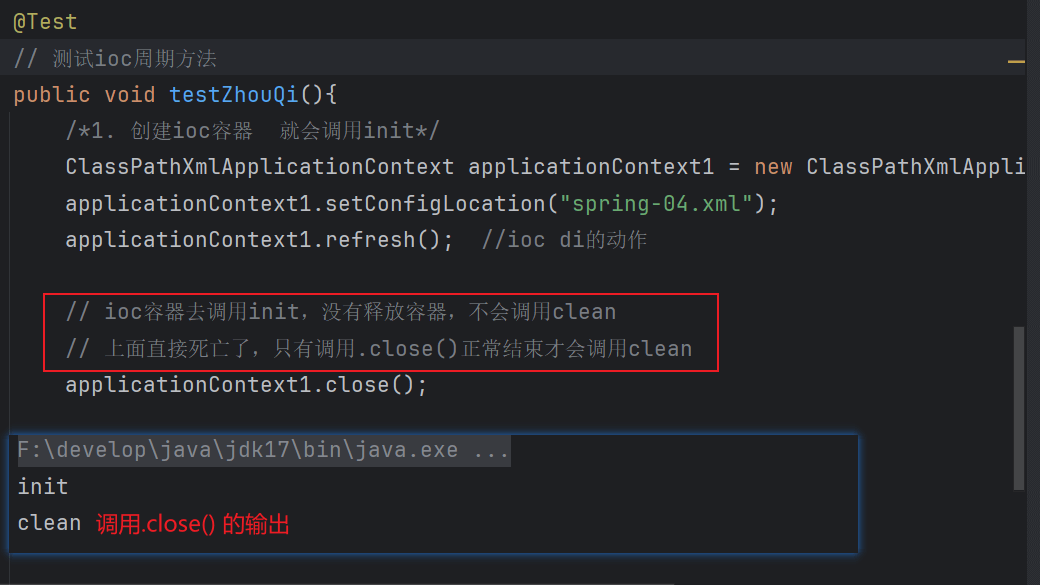 @Test
// 测试ioc周期方法
public void testZhouQi(){
/*1. 创建ioc容器  就会调用init*/
ClassPathXmlApplicationContext applicationContext1 = new ClassPathXmlAppli
applicationContext1.setConfigLocation("spring-04.xml");
applicationContext1.refresh();  //ioc di的动作
// ioc容器去调用init，没有释放容器，不会调用clean
// 上面直接死亡了，只有调用.close()正常结束才会调用clean
applicationContext1.close();
F:\develop\java\jdk17\bin\java.exe ...
init
clean 调用.close() 的输出